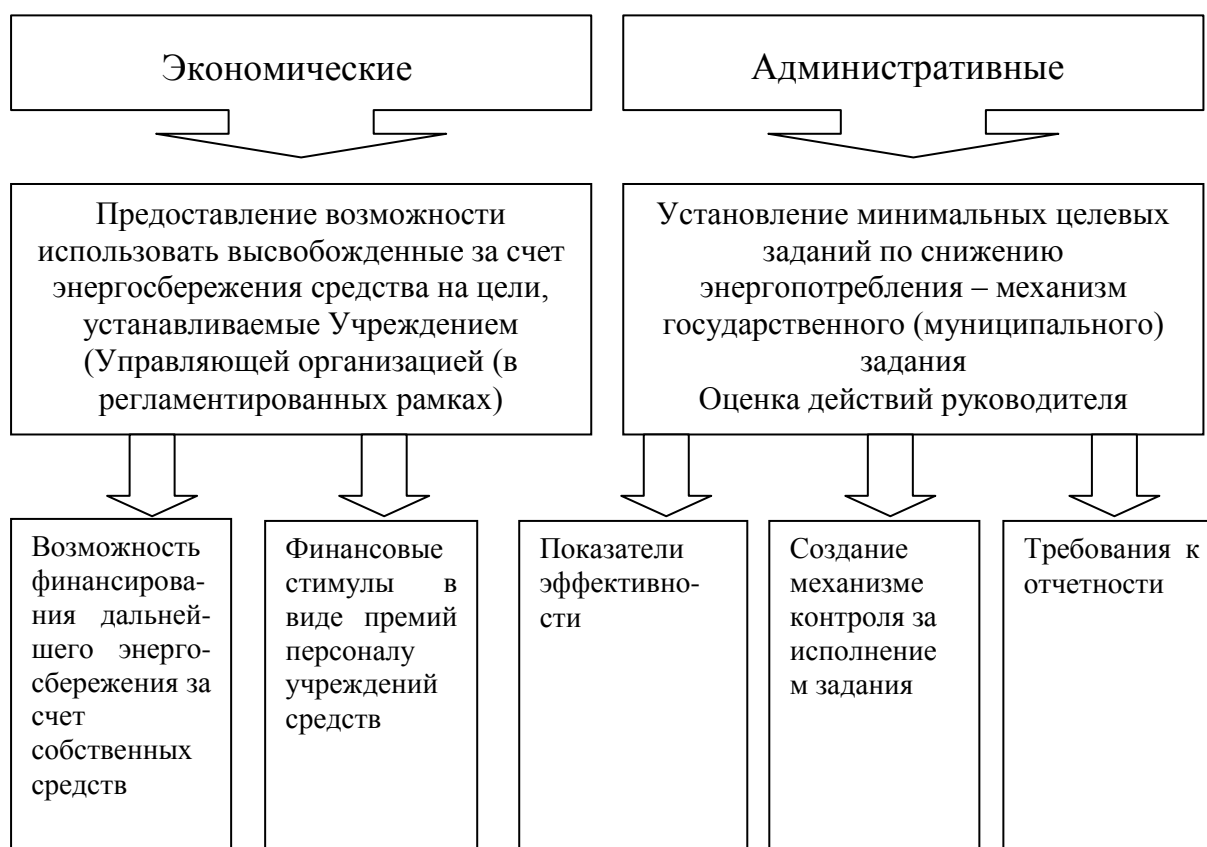 Экономические
Административные
Предоставление возможности
использовать высвобожденные за счет
энергосбережения средства на цели,
устанавливаемые Учреждением
(Управляющей организацией (в
регламентированных рамках)
Установление минимальных целевых
заданий по снижению
энергопотребления – механизм
государственного (муниципального)
задания
Оценка действий руководителя
Возможность
финансирова-
ния дальней-
шего энерго-
сбережения за
счет
собственных
средств
Финансовые
стимулы в
виде премий
персоналу
учреждений
средств
Показатели
эффективно-
сти
Создание
механизме
контроля за
исполнение
м задания
Требования к
отчетности